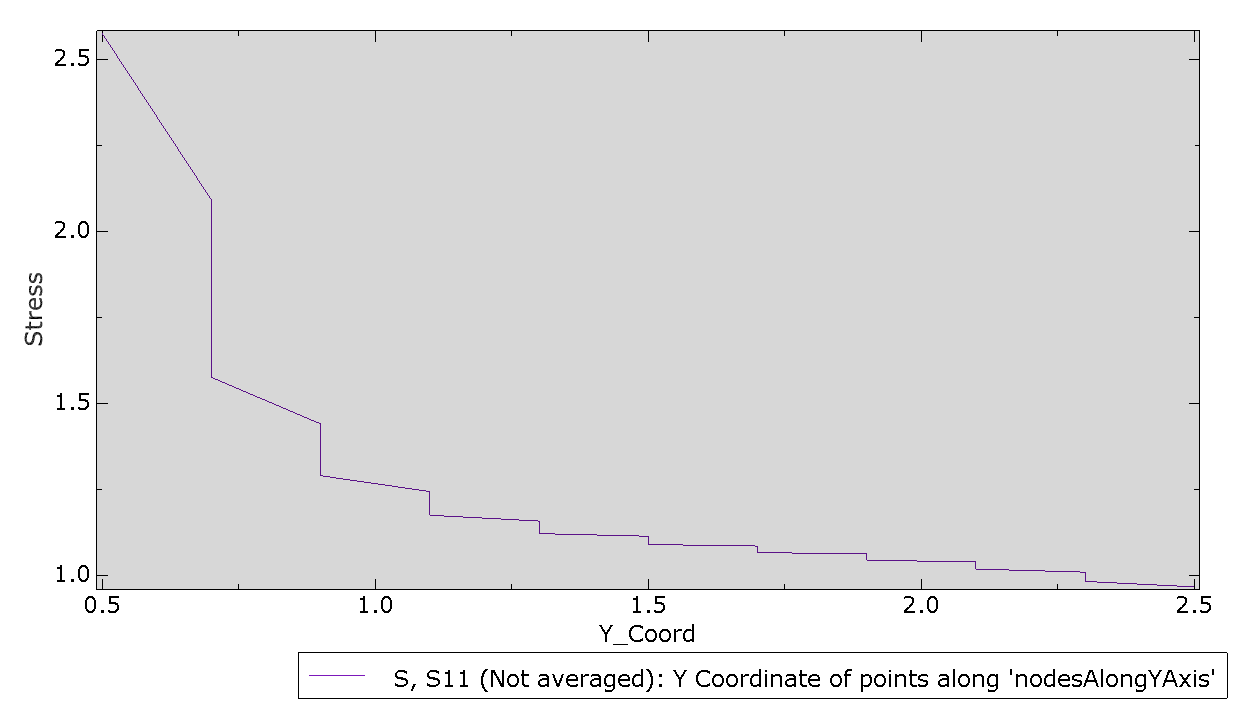 2.5
2.0
Stress
1.5
1.0
0.5 1.0 1.5 2.0 2.5
Y_Coord
S, S11 (Not averaged): Y Coordinate of points along 'nodesAlongYAxis'